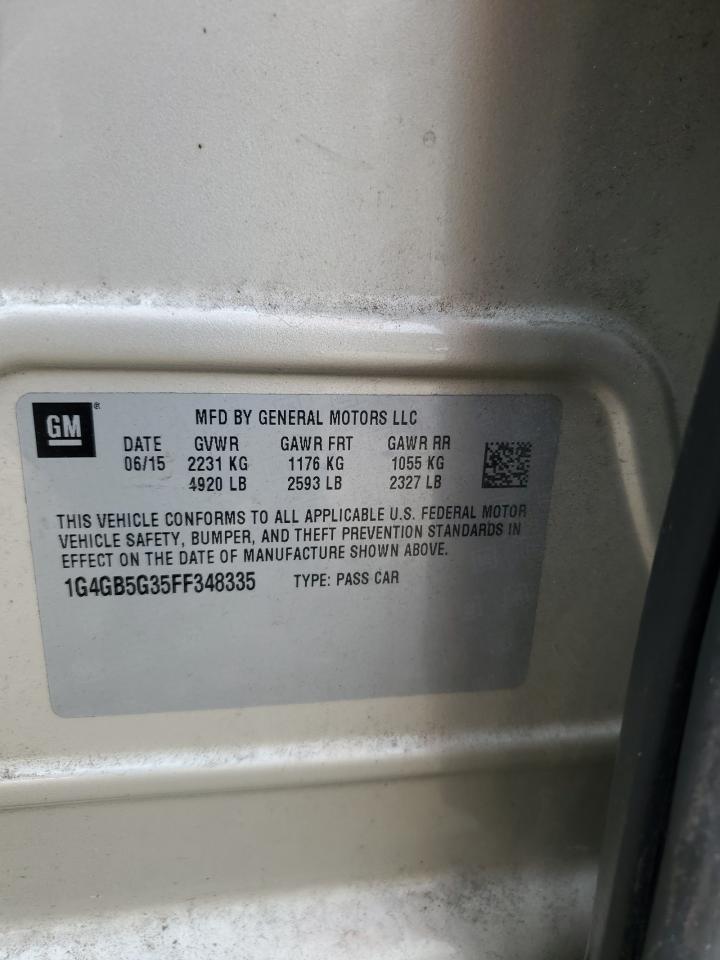 GM® MFD BY GENERAL MOTORS LLC
DATE GVWR GAWR FRT GAWR RR
06/15 2231 KG 1176 KG 1055 KG
4920 LB 2593 LB 2327 LB
THIS VEHICLE CONFORMS TO ALL APPLICABLE U.S. FEDERAL MOTOR
VEHICLE SAFETY, BUMPER, AND THEFT PREVENTION STANDARDS IN
EFFECT ON THE DATE OF MANUFACTURE SHOWN ABOVE.
1G4GB5G35FF348335 TYPE: PASS CAR